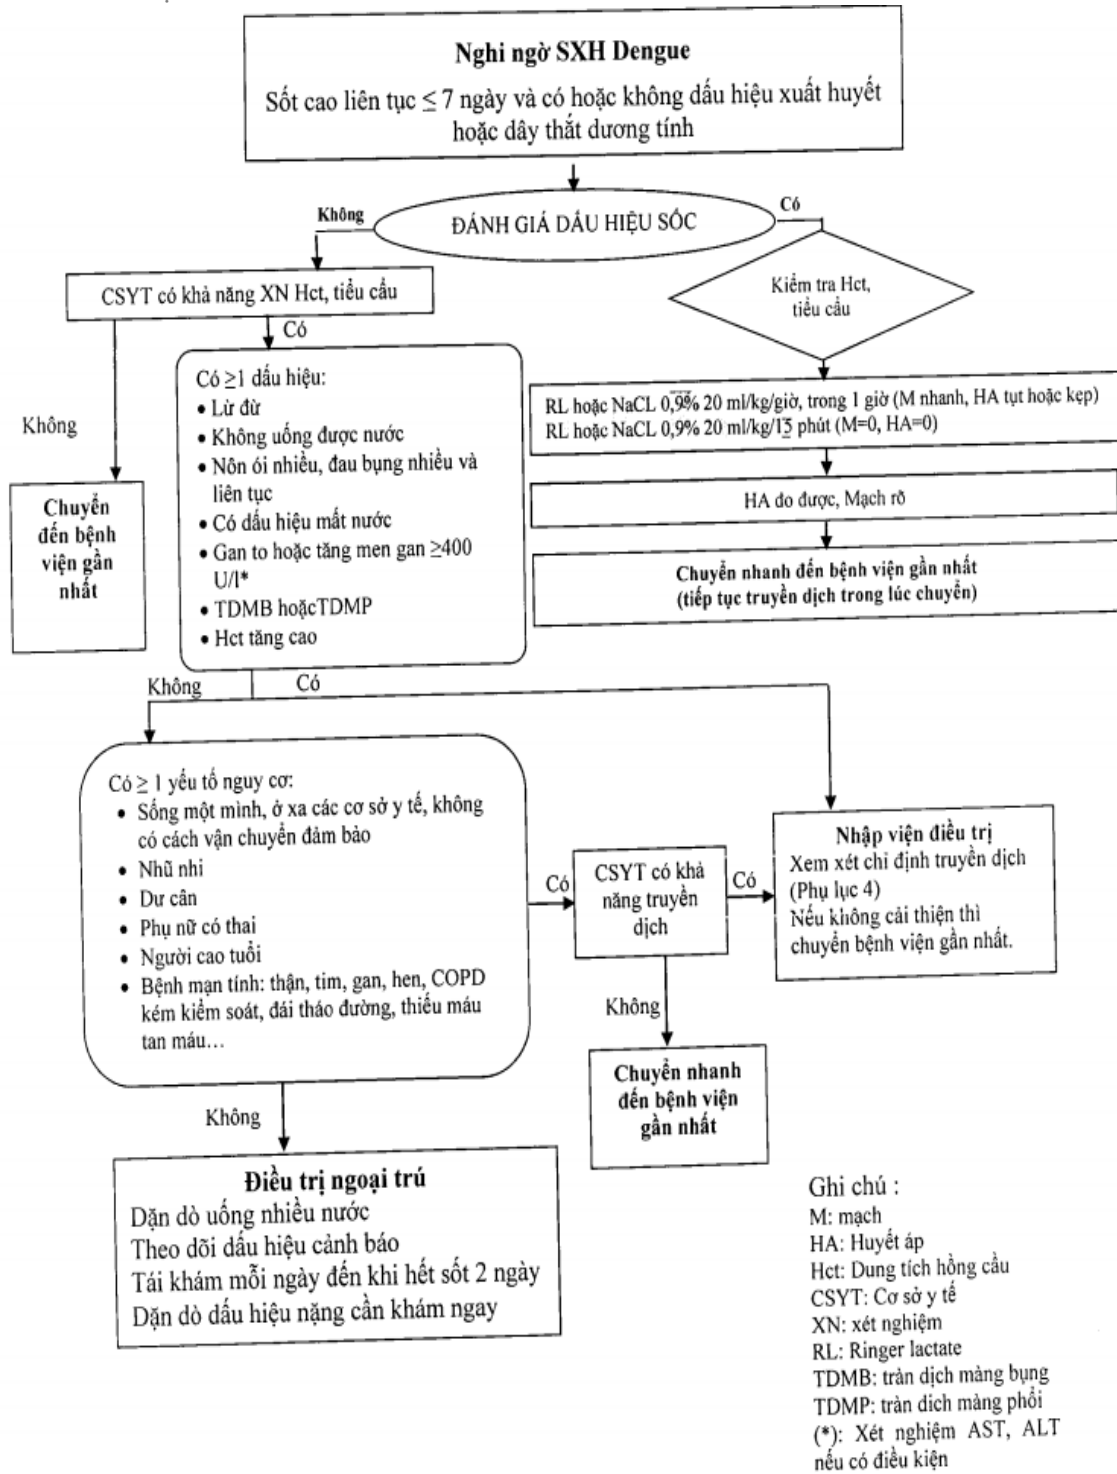 Nghi ngờ SXH Dengue
Sốt cao liên tục ≤ 7 ngày và có hoặc không dấu hiệu xuất huyết
hoặc dây thắt dương tính
Không
ĐÁNH GIÁ DẤU HIỆU SỐC
Có
CSYT có khả năng XN Hct, tiểu cầu
Kiểm tra Hct,
tiểu cầu
Có
Không
Chuyển
đến bệnh
viện gần
nhất
Có ≥1 dấu hiệu:
• Lừ đừ
• Không uống được nước
• Nôn ói nhiều, đau bụng nhiều và
liên tục
• Có dấu hiệu mất nước
• Gan to hoặc tăng men gan ≥400
U/l*
• TDMB hoặcTDMP
• Hct tăng cao
RL hoặc NaCL 0,9% 20 ml/kg/giờ, trong 1 giờ (M nhanh, HA tụt hoặc kẹp)
RL hoặc NaCL 0,9% 20 ml/kg/15 phút (M=0, HA=0)
HA đo được, Mạch rõ
Chuyển nhanh đến bệnh viện gần nhất
(tiếp tục truyền dịch trong lúc chuyển)
Không
Có
Có ≥ 1 yếu tố nguy cơ:
• Sống một mình, ở xa các cơ sở y tế, không
có cách vận chuyển đảm bảo
• Nhũ nhi
• Dư cân
• Phụ nữ có thai
• Người cao tuổi
• Bệnh mạn tính: thận, tim, gan, hen, COPD
kém kiểm soát, đái tháo đường, thiếu máu
tan máu...
Có
CSYT có khả
năng truyền
dịch
Có
Nhập viện điều trị
Xem xét chỉ định truyền dịch
(Phụ lục 4)
Nếu không cải thiện thì
chuyển bệnh viện gần nhất.
Không
Chuyển nhanh
đến bệnh viện
gần nhất
Không
Điều trị ngoại trú
Dặn dò uống nhiều nước
Theo dõi dấu hiệu cảnh báo
Tái khám mỗi ngày đến khi hết sốt 2 ngày
Dặn dò dấu hiệu nặng cần khám ngay
Ghi chú :
M: mạch
HA: Huyết áp
Hct: Dung tích hồng cầu
CSYT: Cơ sở y tế
XN: xét nghiệm
RL: Ringer lactate
TDMB: tràn dịch màng bụng
TDMP: tràn dich màng phổi
(*): Xét nghiệm AST, ALT
nếu có điều kiện